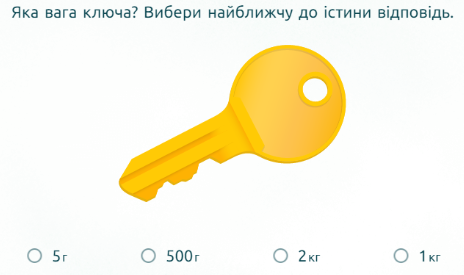 Яка вага ключа? Вибери найближчу до істини відповідь.
5 г 500 г 2 кг 1 кг